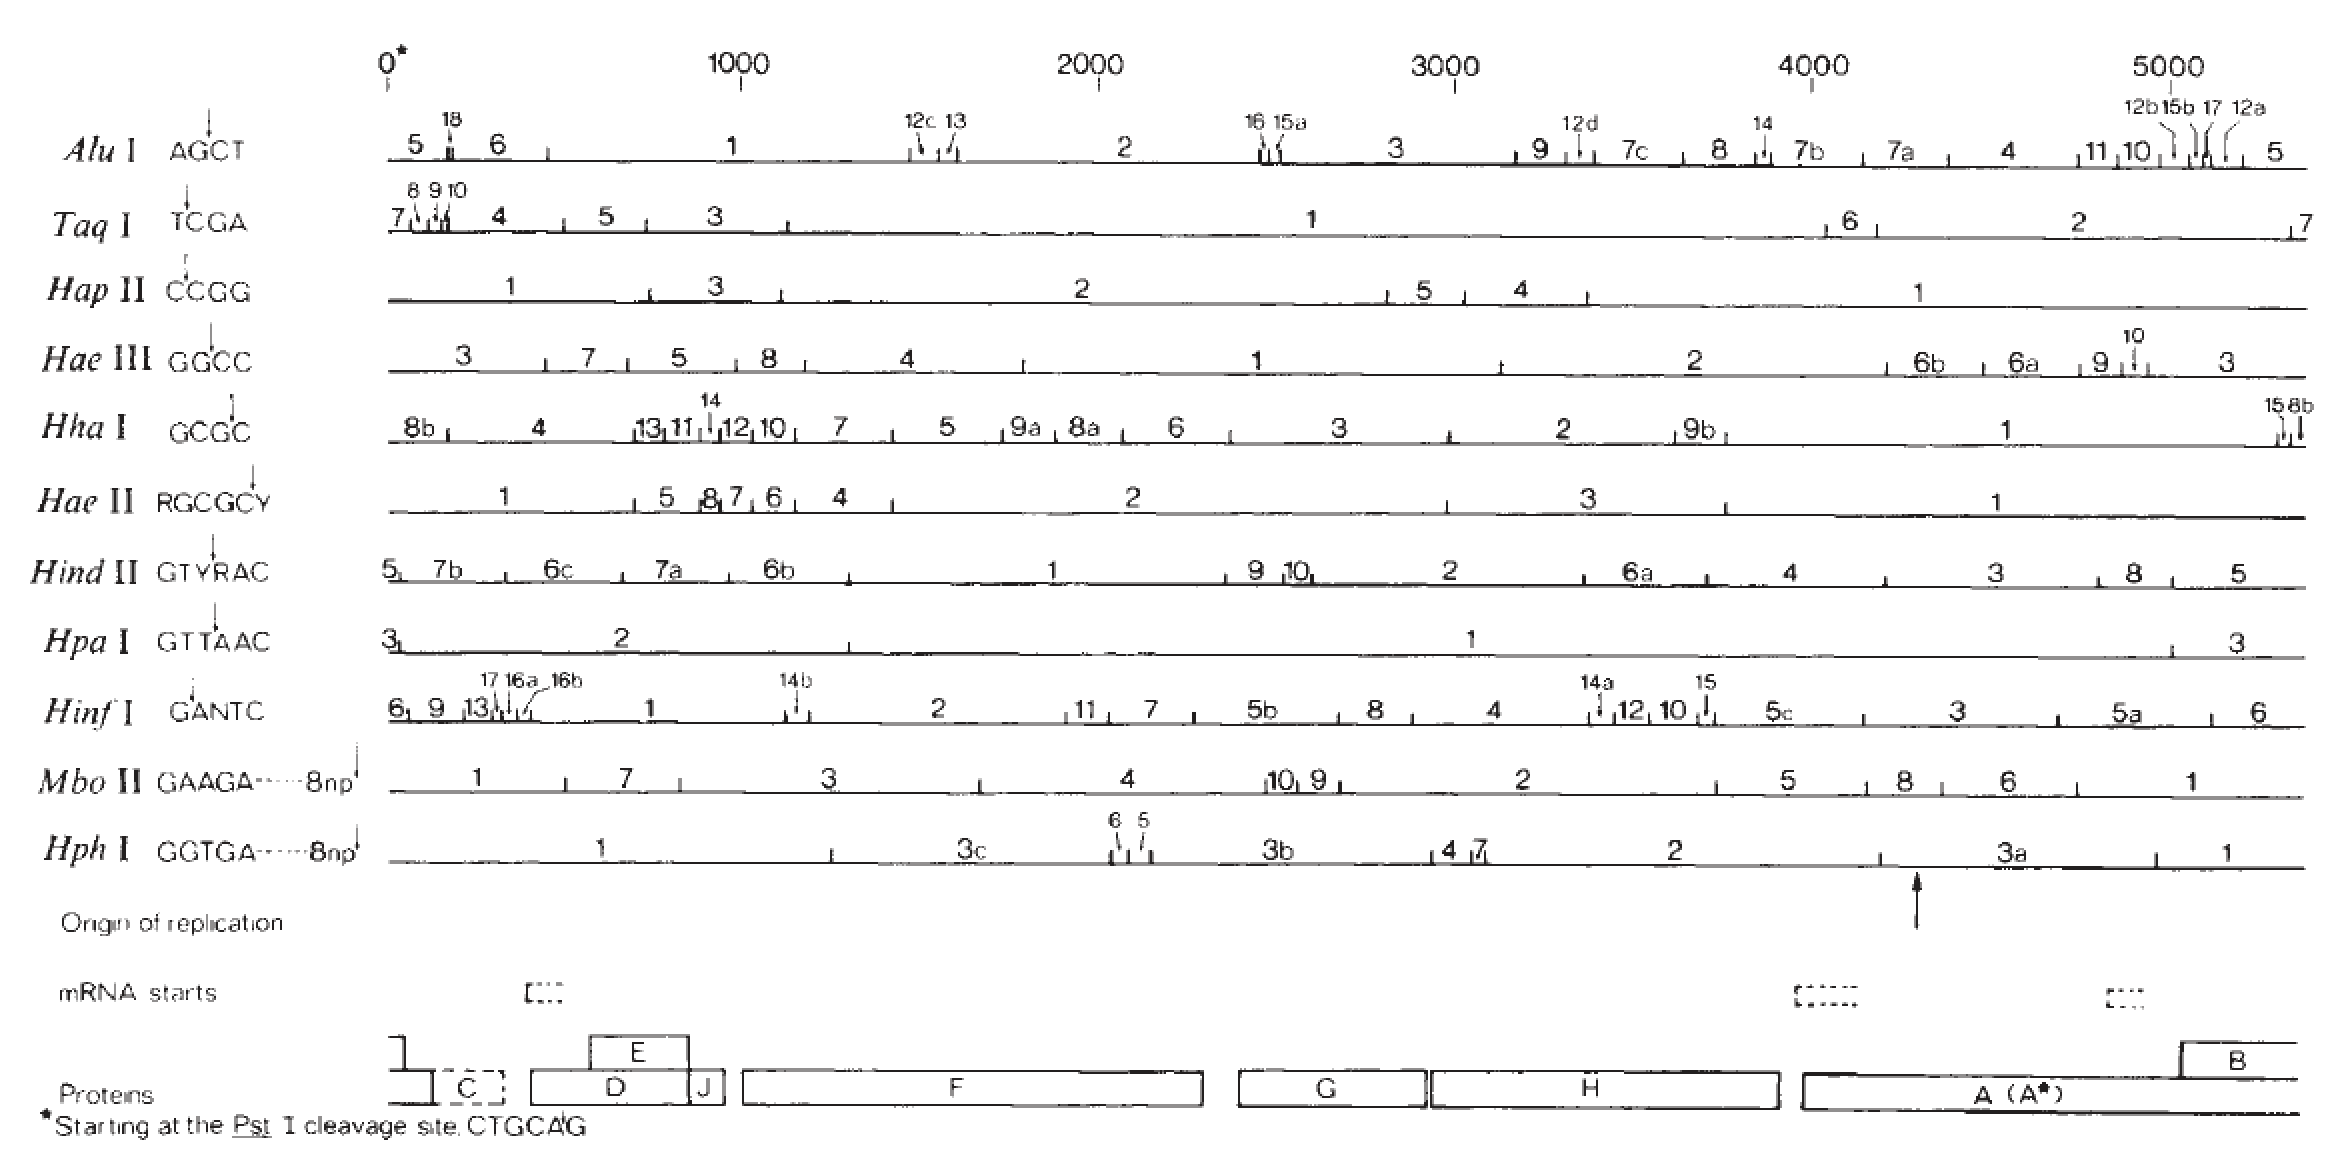 0* 1000 2000 3000 4000 5000
18 12c 13 16 15a 12d 14 12b 15b 17 12a
Alu I AGCT 5 6 1 2 3 9 7c 8 7b 7a 4 11 10 5
8 9 10
Taq I TCGA 7 4 5 3 1 6 2 7
Hap II CCGG 1 3 2 5 4 1
10
Hae III GGCC 3 7 5 8 4 1 2 6b 6a 9 3
14 15 8b
Hha I GCGC 8b 4 13 11 12 10 7 5 9a 8a 6 3 2 9b 1
Hae II RGCGCY 1 5 8 7 6 4 2 3 1
Hind II GTYRAC 5 7b 6c 7a 6b 1 9 10 2 6a 4 3 8 5
Hpa I GTTAAC 3 2 1 3
17 16a 16b 14b 14a 15
Hinf I GANTC 6 9 13 1 2 11 7 5b 8 4 12 10 5c 3 5a 6
Mbo II GAAGA------8np 1 7 3 4 10 9 2 5 8 6 1
6 5
Hph I GGTGA------8np 1 3c 3b 4 7 2 3a 1
Origin of replication
mRNA starts
E B
Proteins C D J F G H A (A*)
*Starting at the Pst I cleavage site. CTGCAG